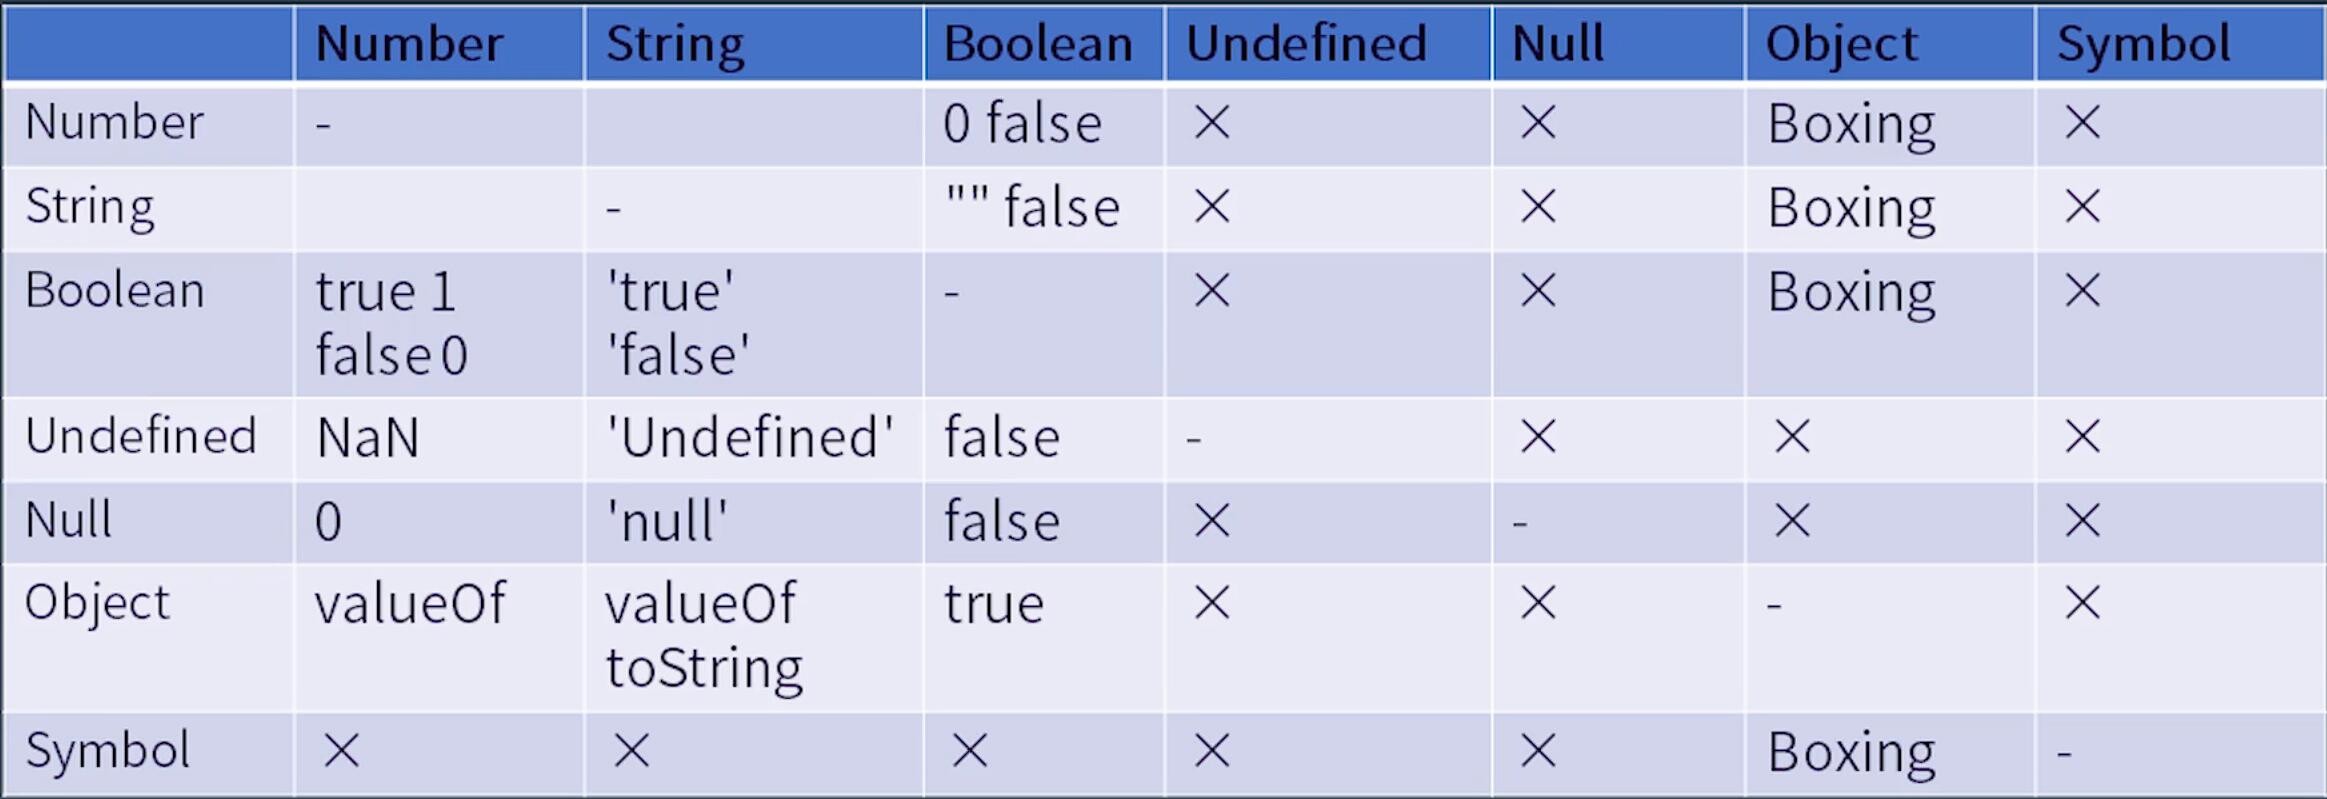 Number String Boolean Undefined Null Object Symbol
Number - 0 false × × Boxing ×
String - "" false × × Boxing ×
Boolean true 1 'true' - × × Boxing ×
false 0 'false'
Undefined NaN 'Undefined' false - × × ×
Null 0 'null' false × - × ×
Object valueOf valueOf true × × - ×
toString
Symbol × × × × × Boxing -